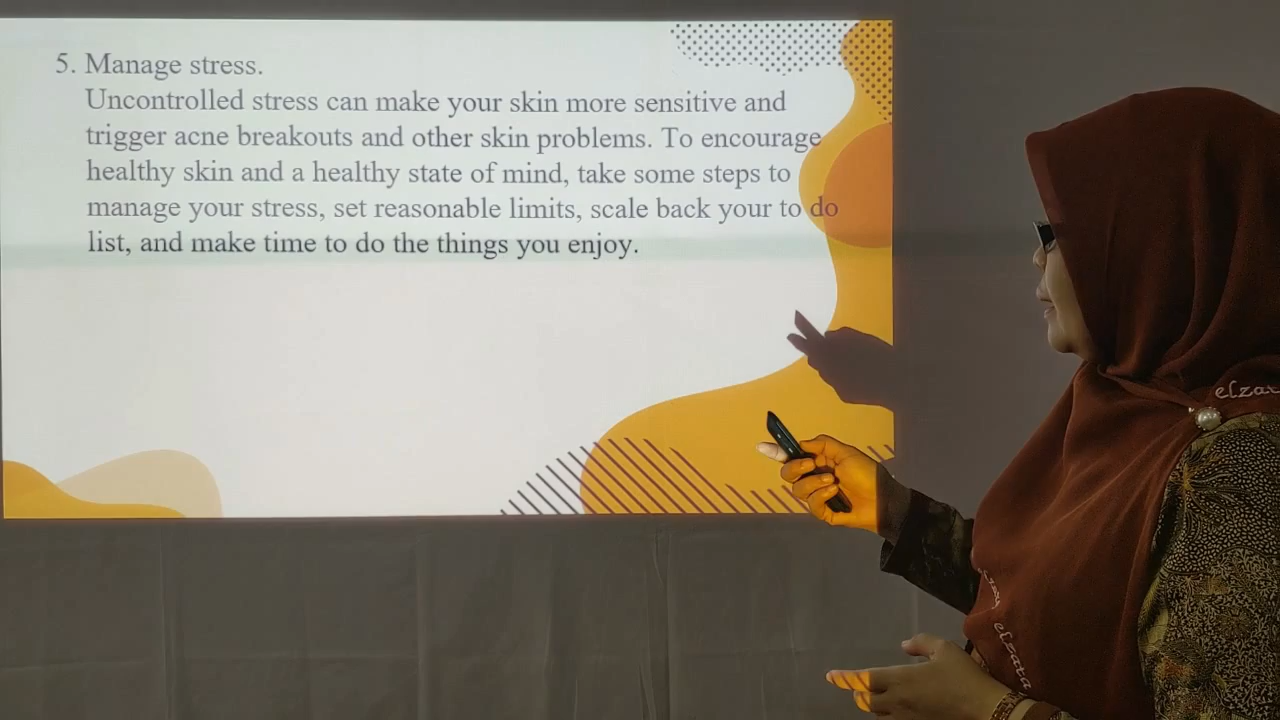 5. Manage stress.
Uncontrolled stress can make your skin more sensitive and
trigger acne breakouts and other skin problems. To encourage
healthy skin and a healthy state of mind, take some steps to
manage your stress, set reasonable limits, scale back your to do
list, and make time to do the things you enjoy.
elzata